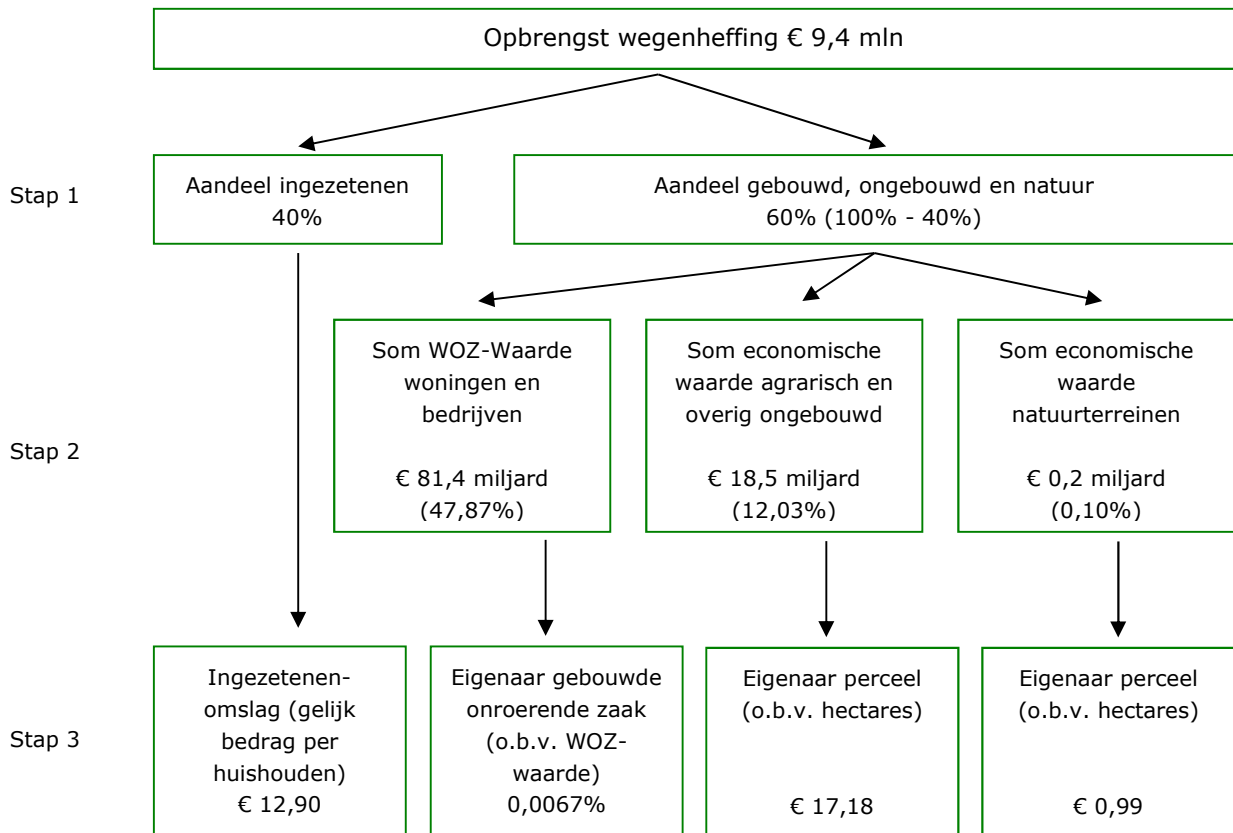 Opbrengst wegenheffing € 9,4 mln
Stap 1
Aandeel ingezetenen
40%
Aandeel gebouwd, ongebouwd en natuur
60% (100% - 40%)
Stap 2
Som WOZ-Waarde
woningen en
bedrijven
€ 81,4 miljard
(47,87%)
Som economische
waarde agrarisch en
overig ongebouwd
€ 18,5 miljard
(12,03%)
Som economische
waarde
natuurterreinen
€ 0,2 miljard
(0,10%)
Stap 3
Ingezetenen-
omslag (gelijk
bedrag per
huishouden)
€ 12,90
Eigenaar gebouwde
onroerende zaak
(o.b.v. WOZ-
waarde)
0,0067%
Eigenaar perceel
(o.b.v. hectares)
€ 17,18
Eigenaar perceel
(o.b.v. hectares)
€ 0,99